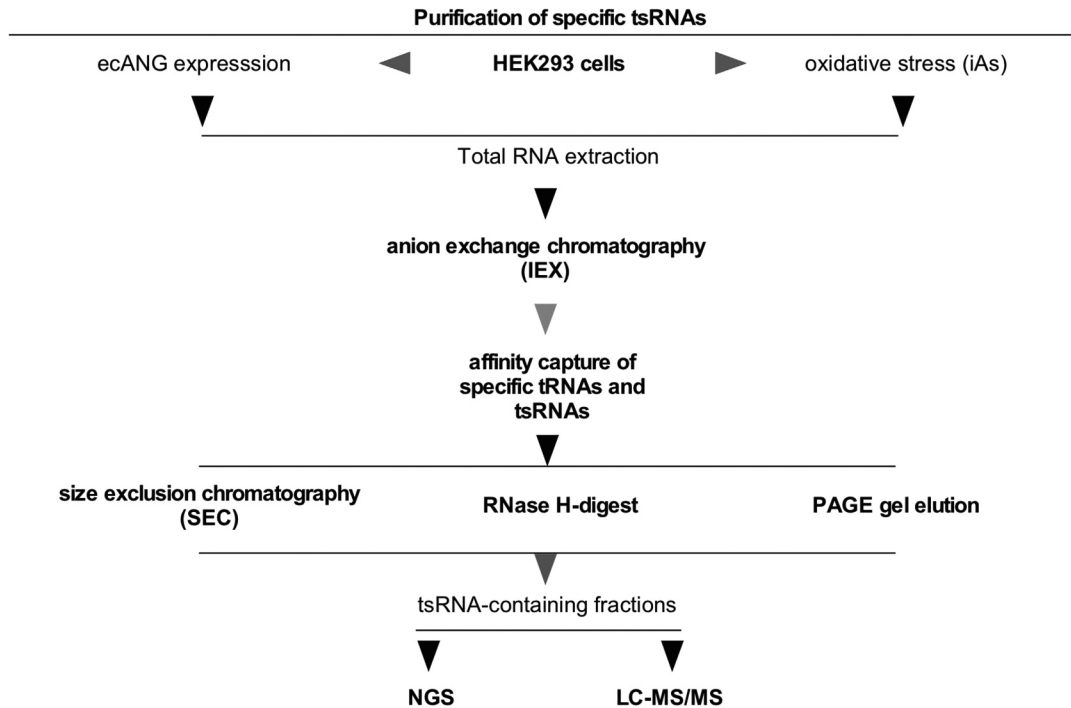 Purification of specific tsRNAs
ecANG expresssion
HEK293 cells
oxidative stress (iAs)
Total RNA extraction
anion exchange chromatography
(IEX)
affinity capture of
specific tRNAs and
tsRNAs
size exclusion chromatography
(SEC)
RNase H-digest
PAGE gel elution
tsRNA-containing fractions
NGS
LC-MS/MS